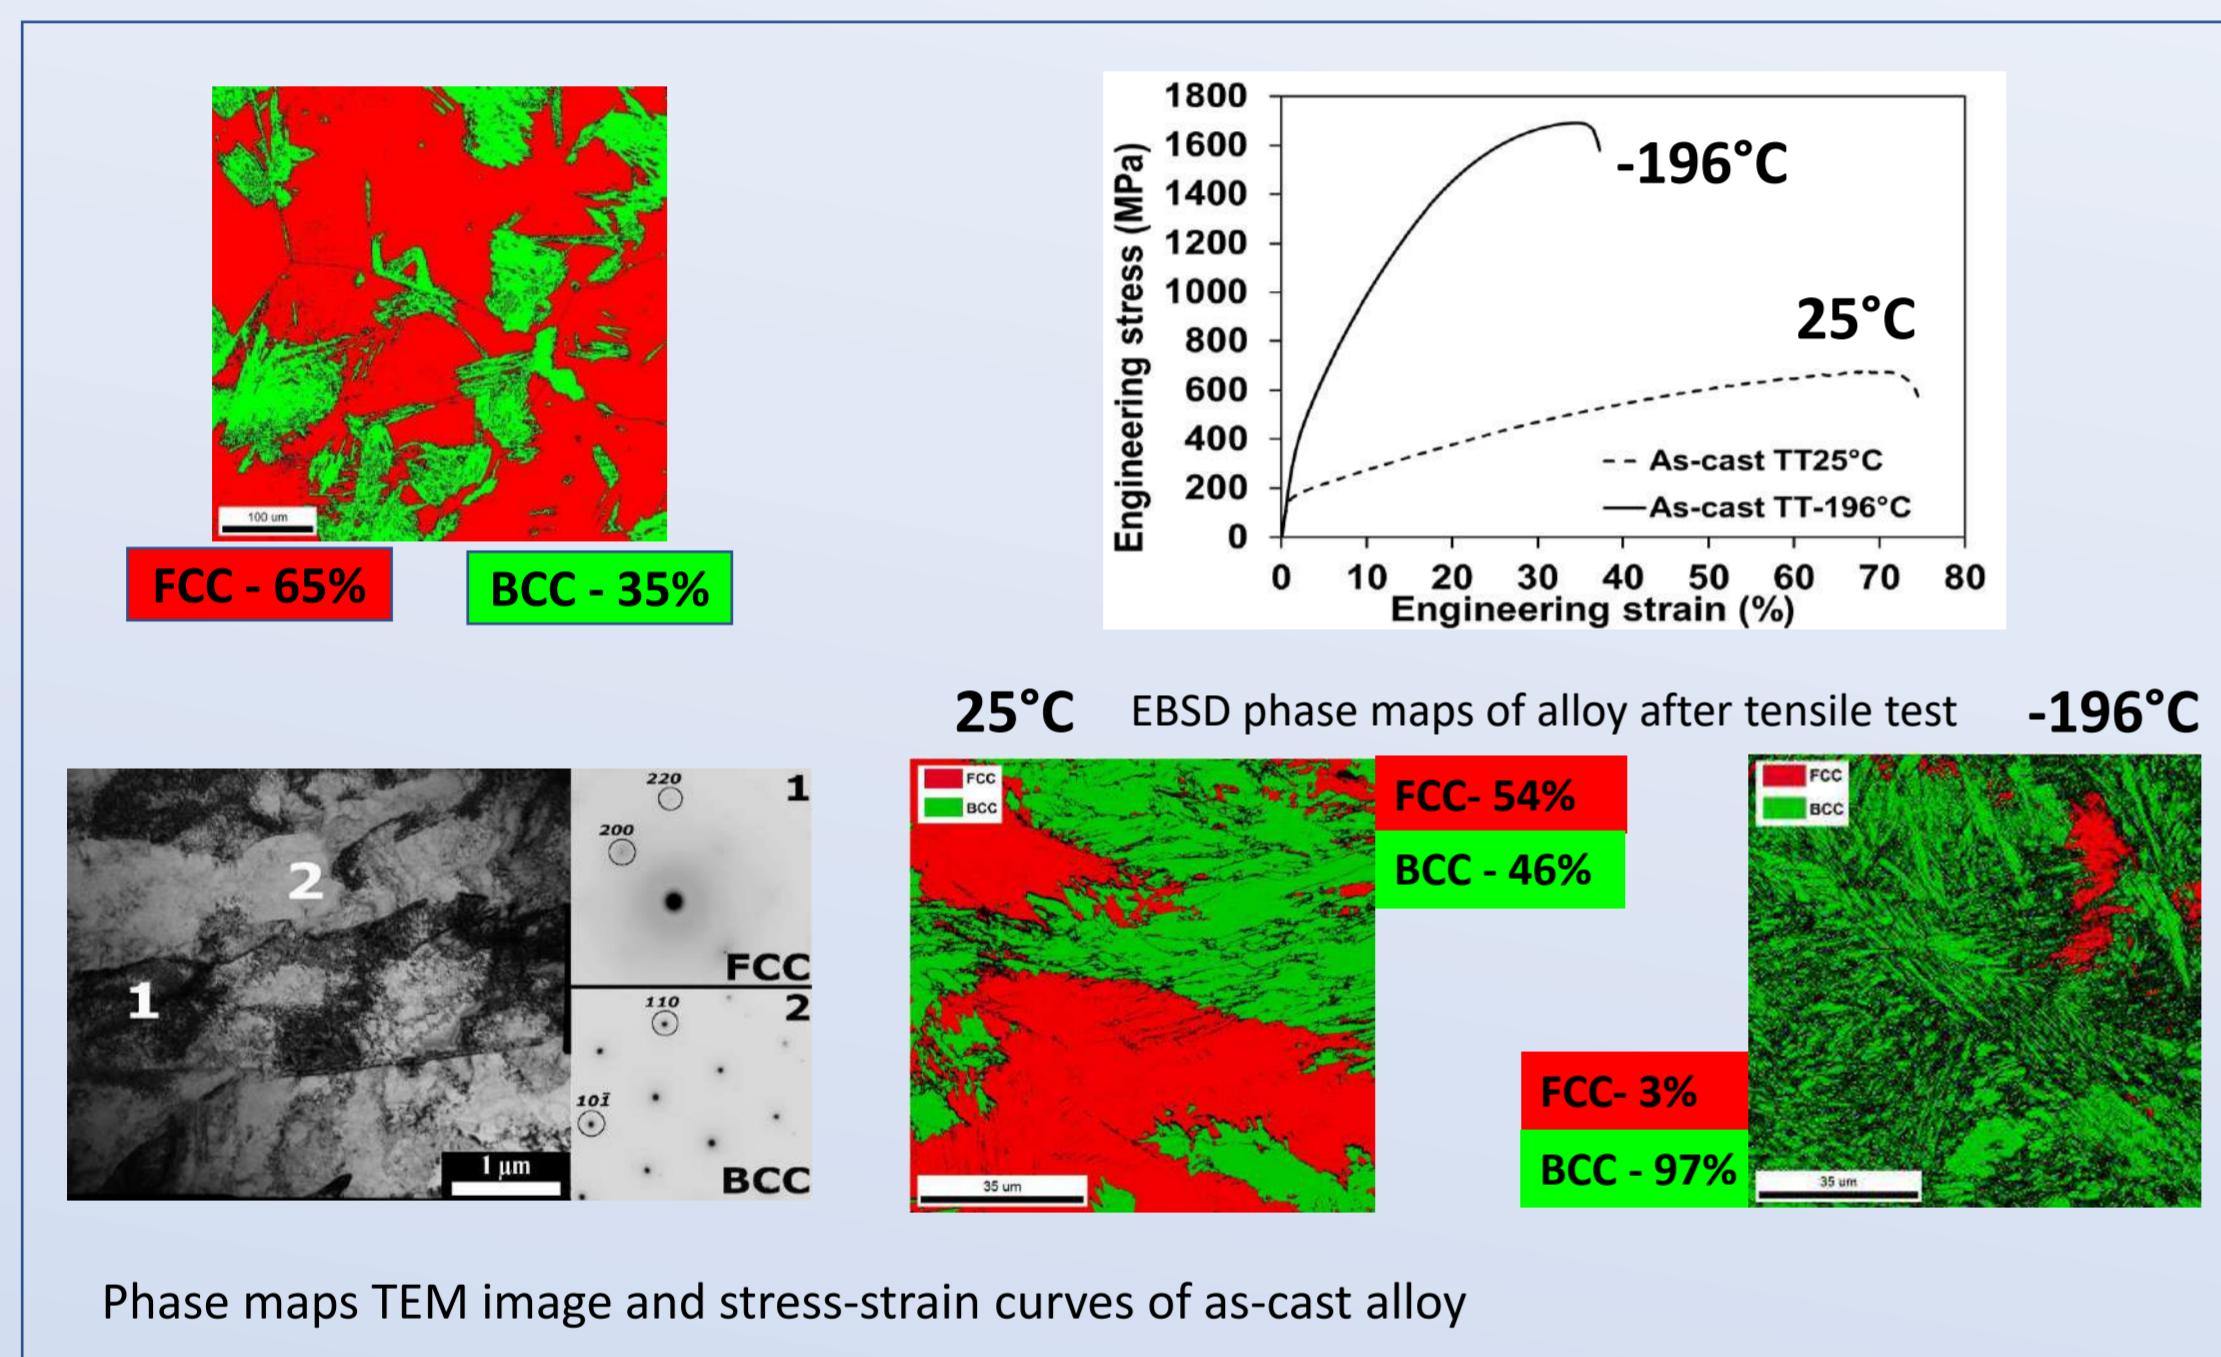 100 um
FCC - 65%
BCC - 35%
1800
1600
1400
1200
1000
800
600
400
200
0
Engineering stress (MPa)
-196°C
25°C
-- As-cast TT25°C
—As-cast TT-196°C
0 10 20 30 40 50 60 70 80
Engineering strain (%)
25°C EBSD phase maps of alloy after tensile test -196°C
2
1
1 µm
220
1
200
FCC
110
2
101̄
BCC
FCC
BCC
35 um
FCC- 54%
BCC - 46%
FCC- 3%
BCC - 97%
FCC
BCC
35 um
Phase maps TEM image and stress-strain curves of as-cast alloy